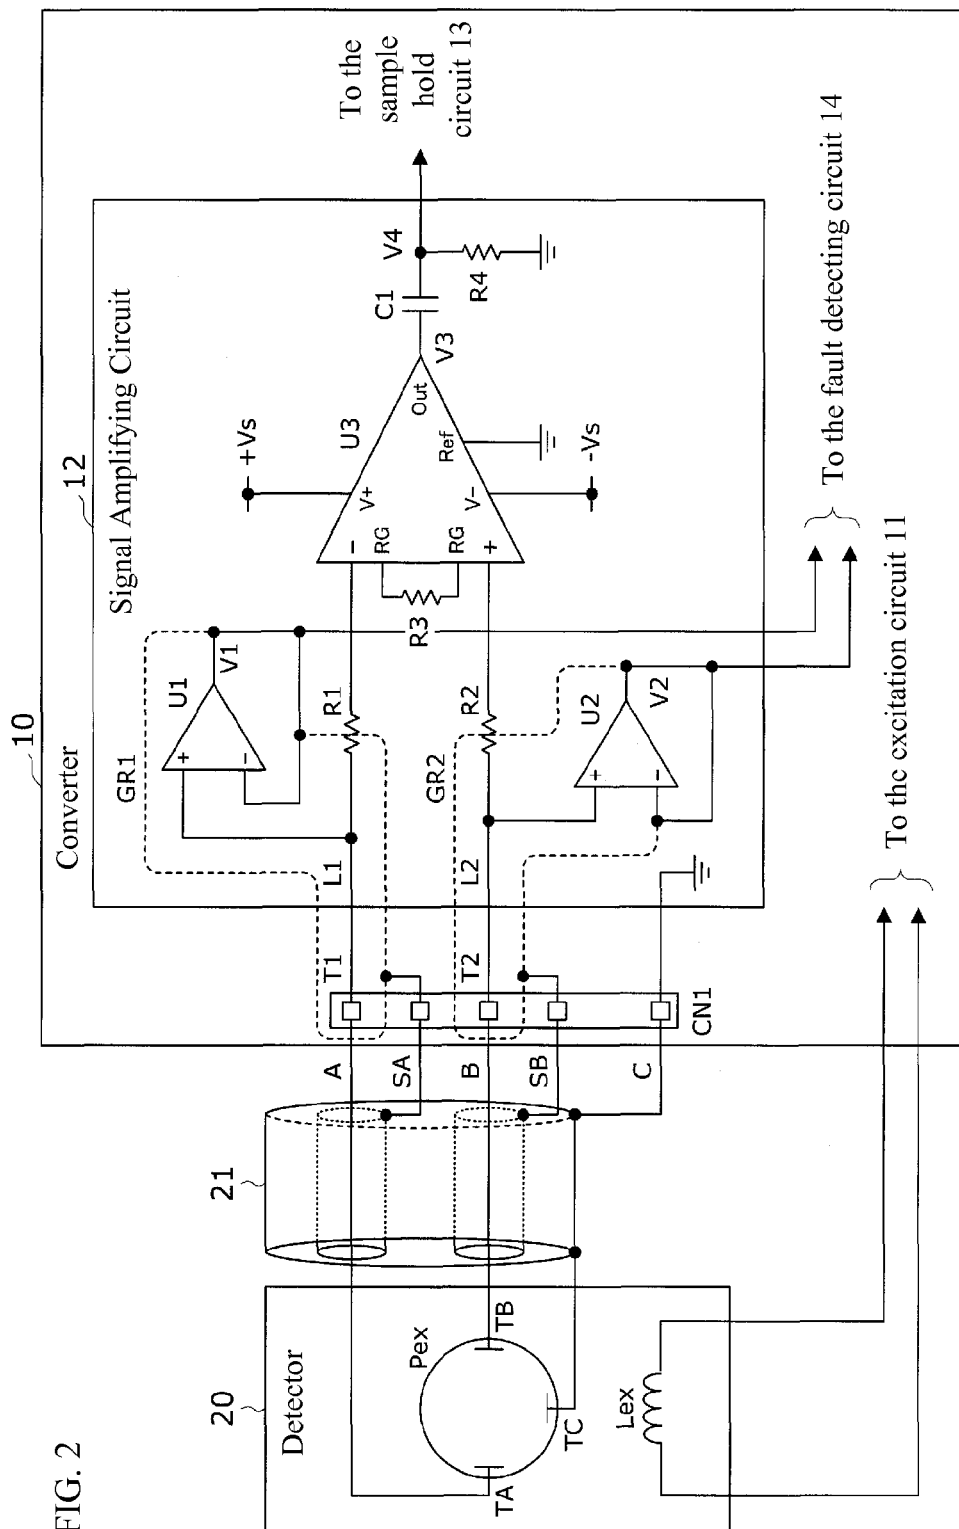 FIG. 2
10
Converter
12
Signal Amplifying Circuit
To the
sample
hold
circuit 13
GR1
U1
V1
+
-
+Vs
V+
U3
-
RG
RG
+
V-
Ref
Out
-Vs
V3
C1
V4
R4
R1
R3
R2
L1
T1
GR2
L2
T2
U2
V2
+
-
CN1
A
SA
B
SB
C
21
20
Detector
Pex
TA
TB
TC
Lex
To the fault detecting circuit 14
To the excitation circuit 11